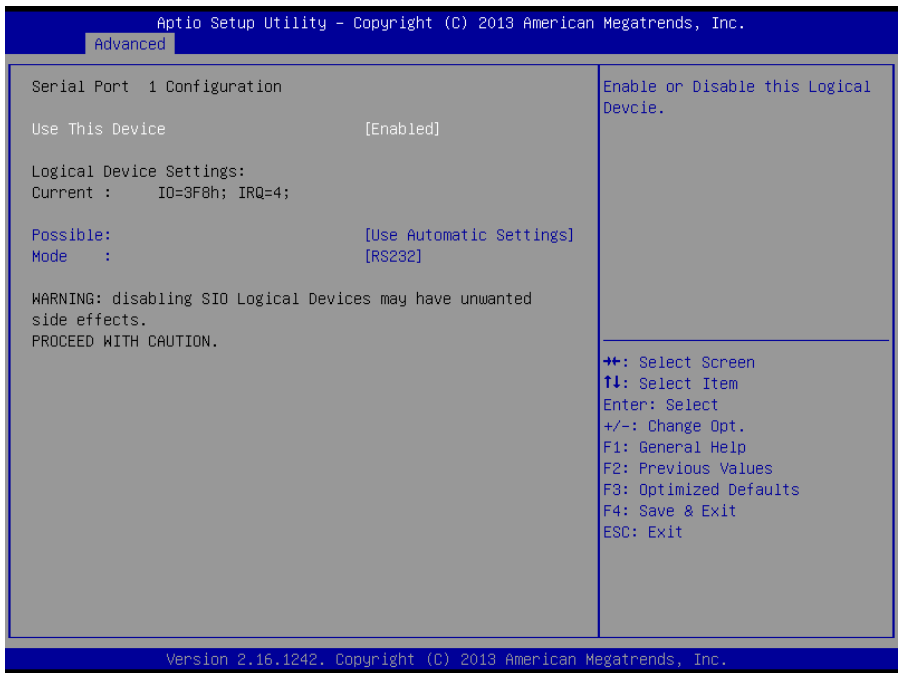 Aptio Setup Utility – Copyright (C) 2013 American Megatrends, Inc.
Advanced
Serial Port 1 Configuration
Use This Device [Enabled]
Logical Device Settings:
Current : IO=3F8h; IRQ=4;
Possible: [Use Automatic Settings]
Mode : [RS232]
WARNING: disabling SIO Logical Devices may have unwanted
side effects.
PROCEED WITH CAUTION.
Enable or Disable this Logical
Devcie.
→←: Select Screen
↑↓: Select Item
Enter: Select
+/-: Change Opt.
F1: General Help
F2: Previous Values
F3: Optimized Defaults
F4: Save & Exit
ESC: Exit
Version 2.16.1242. Copyright (C) 2013 American Megatrends, Inc.